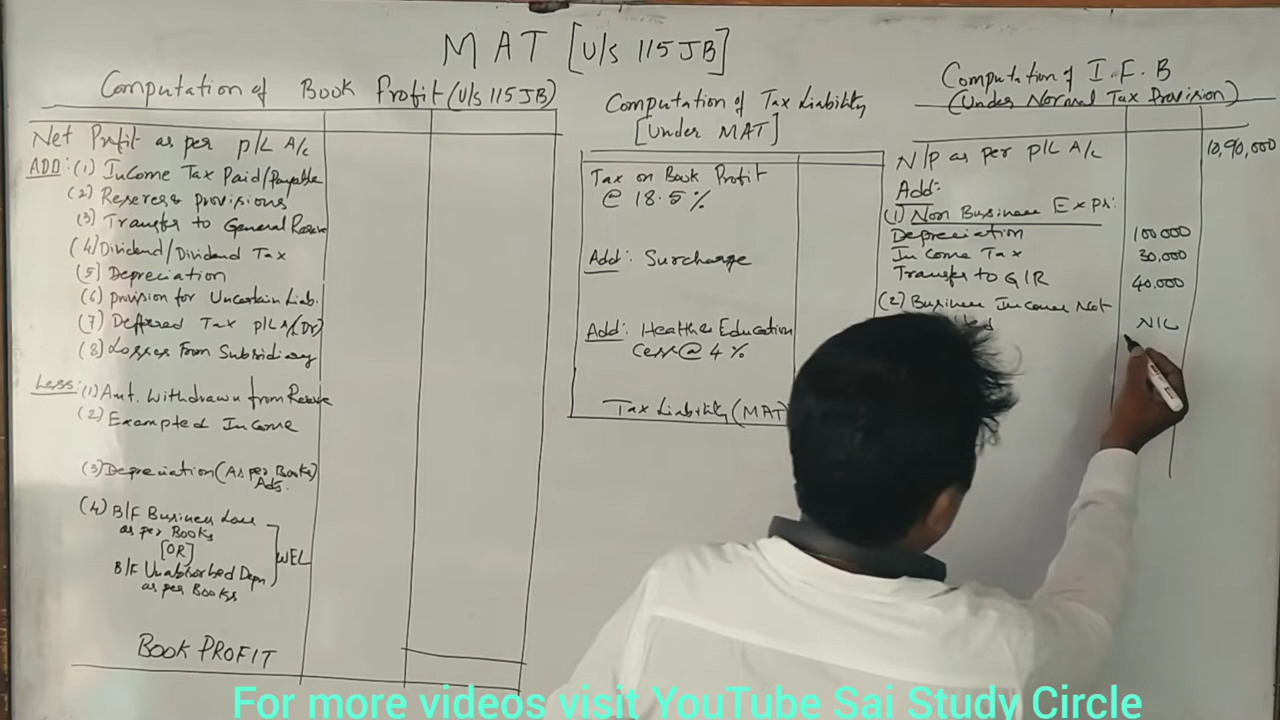 MAT [U/s 115JB]
Computation of Book Profit (U/s 115JB)
Net Profit as per P/L A/c
ADD: (1) Income Tax Paid/Payable
(2) Reseres & Provisions
(3) Transfer to General Reserve
(4) Dividend/Dividend Tax
(5) Depreciation
(6) Provision for Uncertain Liab.
(7) Deffered Tax P/L A/c (Dr)
(8) Losses From Subsidiary
Less: (1) Amt. Withdrawn from Reserve
(2) Exampted Income
(3) Depreciation (As per Books)
Adj.
(4) B/F Business Loss
as per Books
[OR]
B/F Unabsorbed Depn
as per Books
WEL
BOOK PROFIT
Computation of Tax Liability
[Under MAT]
Tax on Book Profit
@ 18.5%
Add: Surcharge
Add: Health & Education
Cess @ 4%
Tax Liability (MAT)
Computation of I.F.B
(Under Normal Tax Provision)
N/P as per P/L A/c 10,90,000
Add:
(1) Non Business Exps:
Depreciation 100000
Income Tax 30,000
Transfer to G/R 40,000
(2) Business Income Not
NIL
For more videos visit YouTube Sai Study Circle